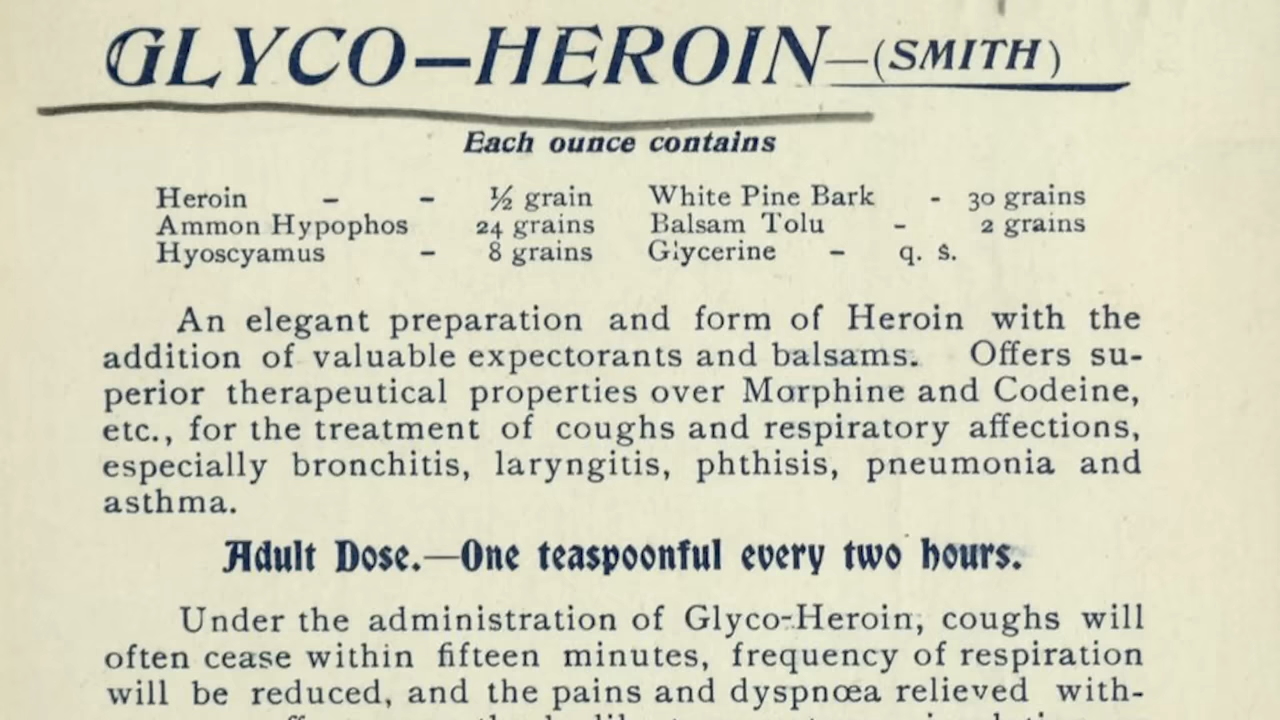 GLYCO–HEROIN—(SMITH)
Each ounce contains
Heroin - - ½ grain White Pine Bark - 30 grains
Ammon Hypophos 24 grains Balsam Tolu - 2 grains
Hyoscyamus - 8 grains Glycerine - q. s.
An elegant preparation and form of Heroin with the
addition of valuable expectorants and balsams. Offers su-
perior therapeutical properties over Morphine and Codeine,
etc., for the treatment of coughs and respiratory affections,
especially bronchitis, laryngitis, phthisis, pneumonia and
asthma.
Adult Dose.—One teaspoonful every two hours.
Under the administration of Glyco-Heroin, coughs will
often cease within fifteen minutes, frequency of respiration
will be reduced, and the pains and dyspnœa relieved with-